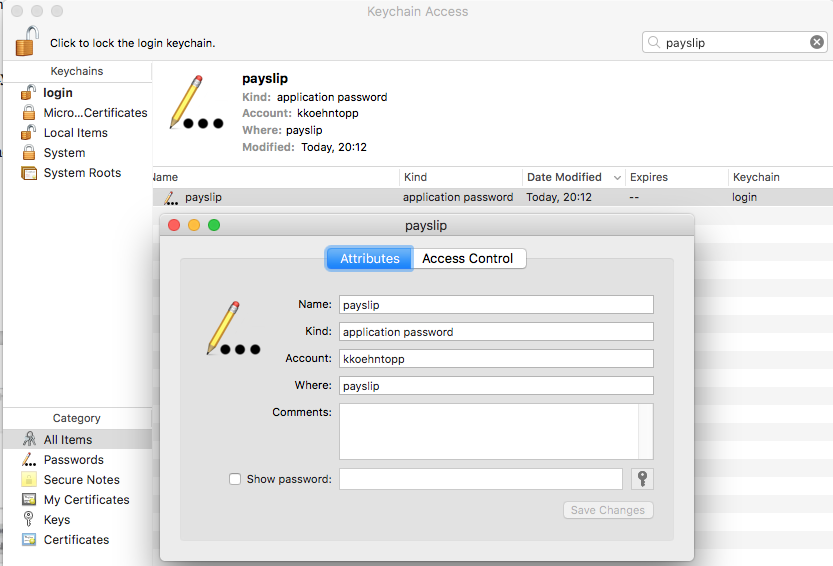 Keychain Access
Click to lock the login keychain.
payslip
Keychains
login
Micro...Certificates
Local Items
System
System Roots
payslip
Kind: application password
Account: kkoehntopp
Where: payslip
Modified: Today, 20:12
Name Kind Date Modified Expires Keychain
payslip application password Today, 20:12 -- login
payslip
Attributes Access Control
Name: payslip
Kind: application password
Account: kkoehntopp
Where: payslip
Comments:
Show password:
Save Changes
Category
All Items
Passwords
Secure Notes
My Certificates
Keys
Certificates